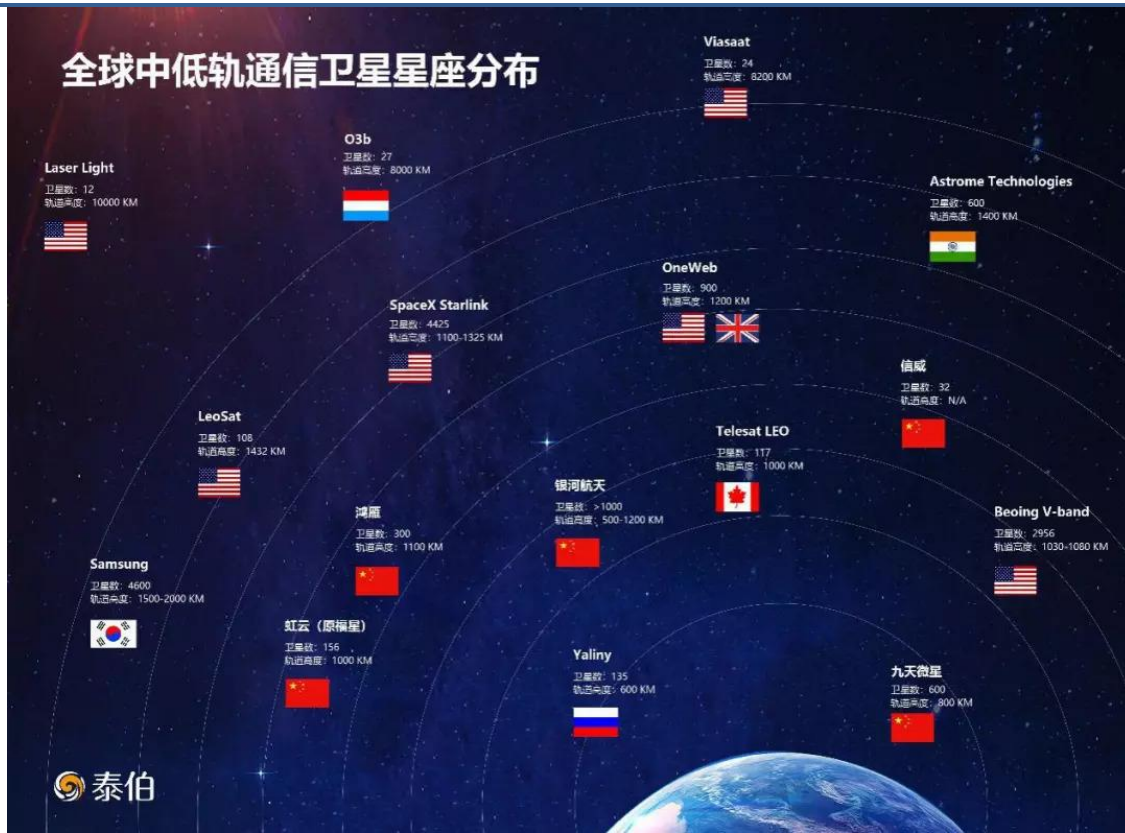 全球中低轨通信卫星星座分布
Viasaat
卫星数：24
轨道高度：8200 KM
O3b
卫星数：27
轨道高度：8000 KM
Laser Light
卫星数：12
轨道高度：10000 KM
Astrome Technologies
卫星数：600
轨道高度：1400 KM
OneWeb
卫星数：900
轨道高度：1200 KM
SpaceX Starlink
卫星数：4425
轨道高度：1100-1325 KM
信威
卫星数：32
轨道高度：N/A
LeoSat
卫星数：108
轨道高度：1432 KM
Telesat LEO
卫星数：117
轨道高度：1000 KM
银河航天
卫星数：>1000
轨道高度：500-1200 KM
鸿雁
卫星数：300
轨道高度：1100 KM
Beoing V-band
卫星数：2956
轨道高度：1030-1080 KM
Samsung
卫星数：4600
轨道高度：1500-2000 KM
虹云（原福星）
卫星数：156
轨道高度：1000 KM
Yaliny
卫星数：135
轨道高度：600 KM
九天微星
卫星数：600
轨道高度：800 KM
泰伯